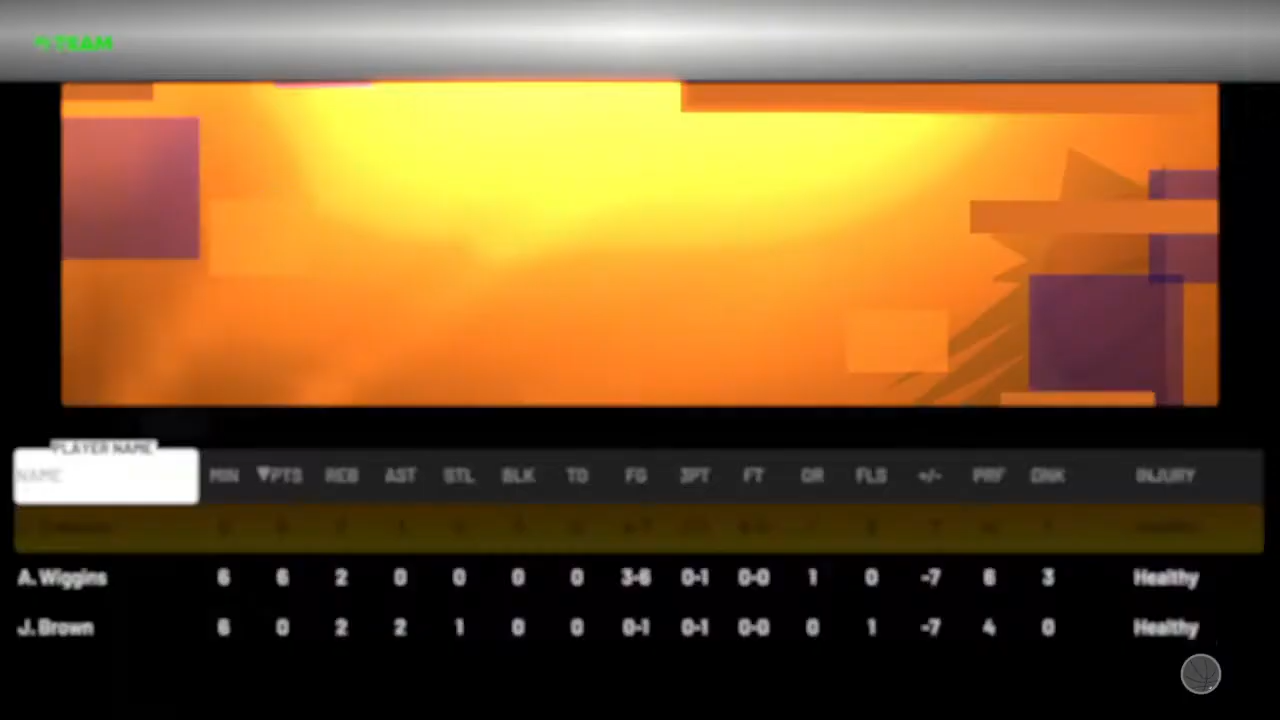 TEAM
PLAYER NAME
NAME MIN ▼PTS REB AST STL BLK TO FG 3PT FT OR FLS +/- PRF DNK INJURY
A. Wiggins 6 6 2 0 0 0 0 3-6 0-1 0-0 1 0 -7 6 3 Healthy
J. Brown 6 0 2 2 1 0 0 0-1 0-1 0-0 0 1 -7 4 0 Healthy